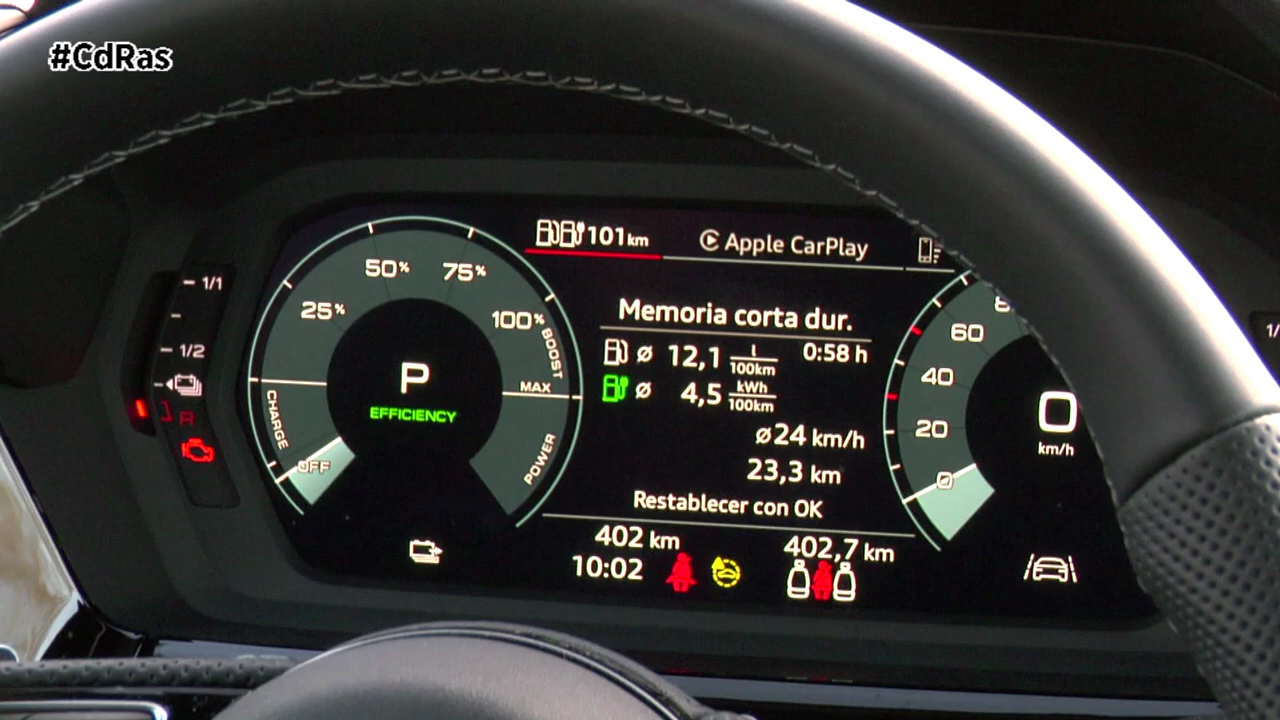 #CdRas
101 km
Apple CarPlay
1/1
1/2
R
25%
50%
75%
100%
BOOST
MAX
CHARGE
OFF
POWER
P
EFFICIENCY
Memoria corta dur.
ø 12,1 l/100km 0:58 h
ø 4,5 kWh/100km
ø24 km/h
23,3 km
Restablecer con OK
402 km
402,7 km
10:02
60
40
20
0
0
km/h